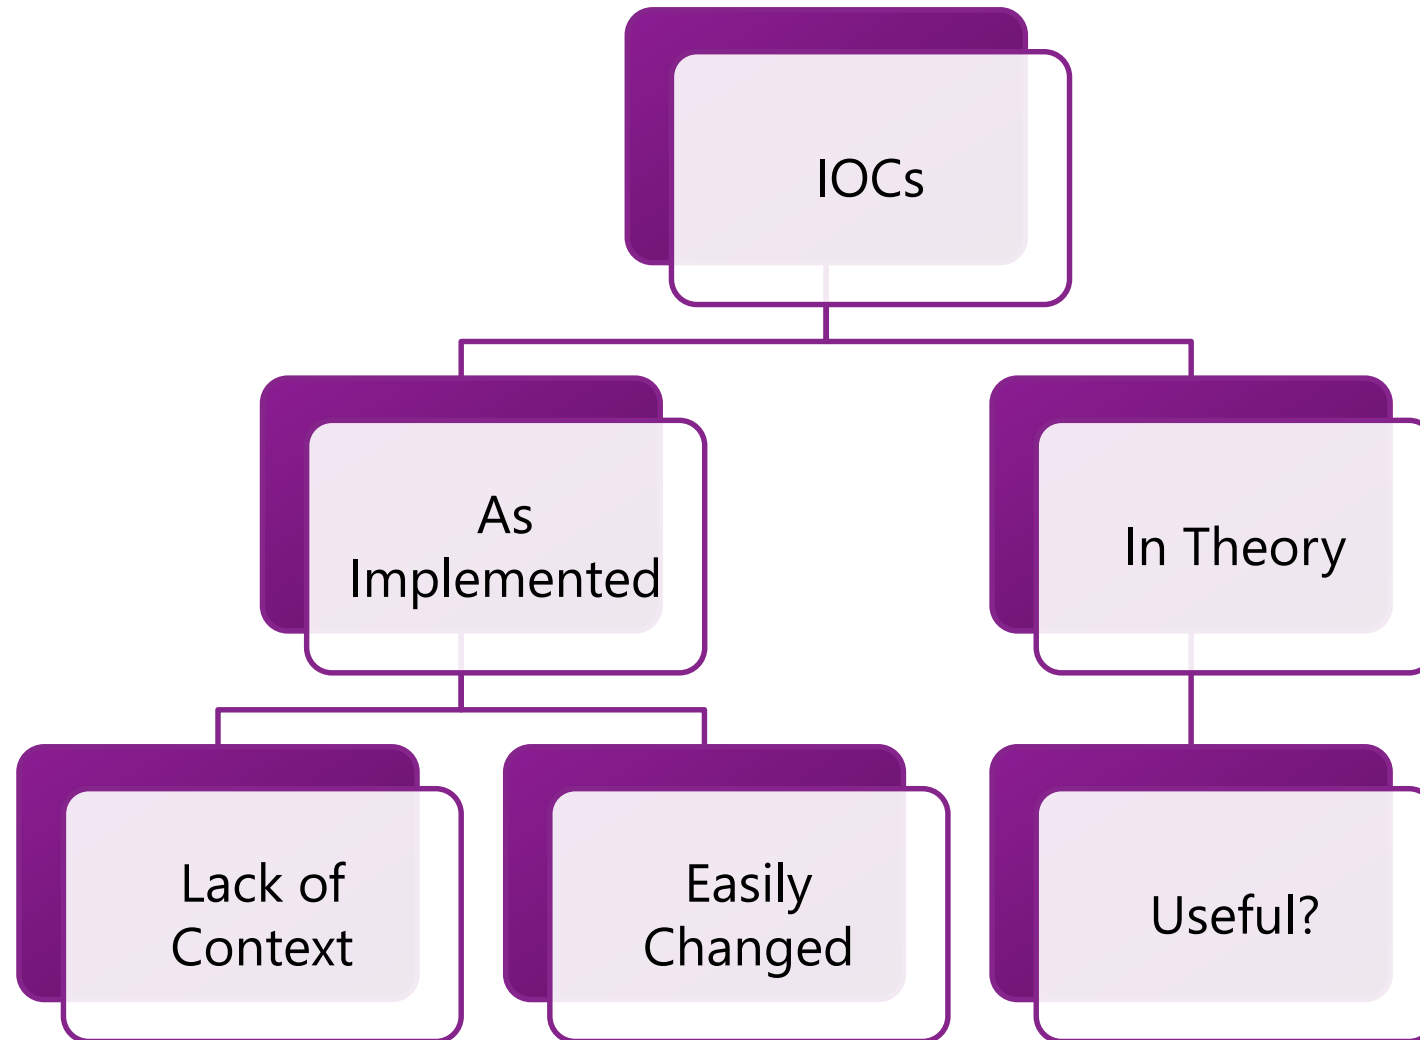 IOCs
As
Implemented
In Theory
Lack of
Context
Easily
Changed
Useful?